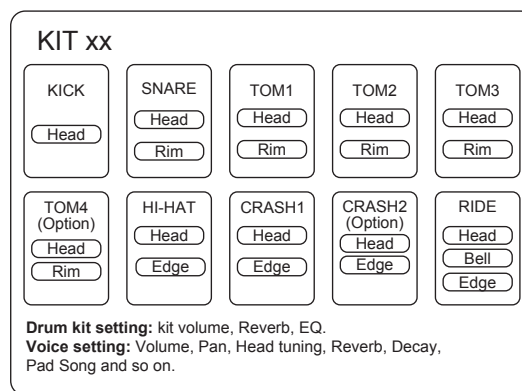 KIT xx
KICK
Head
SNARE
Head
Rim
TOM1
Head
Rim
TOM2
Head
Rim
TOM3
Head
Rim
TOM4
(Option)
Head
Rim
HI-HAT
Head
Edge
CRASH1
Head
Edge
CRASH2
(Option)
Head
Edge
RIDE
Head
Bell
Edge
Drum kit setting: kit volume, Reverb, EQ.
Voice setting: Volume, Pan, Head tuning, Reverb, Decay,
Pad Song and so on.